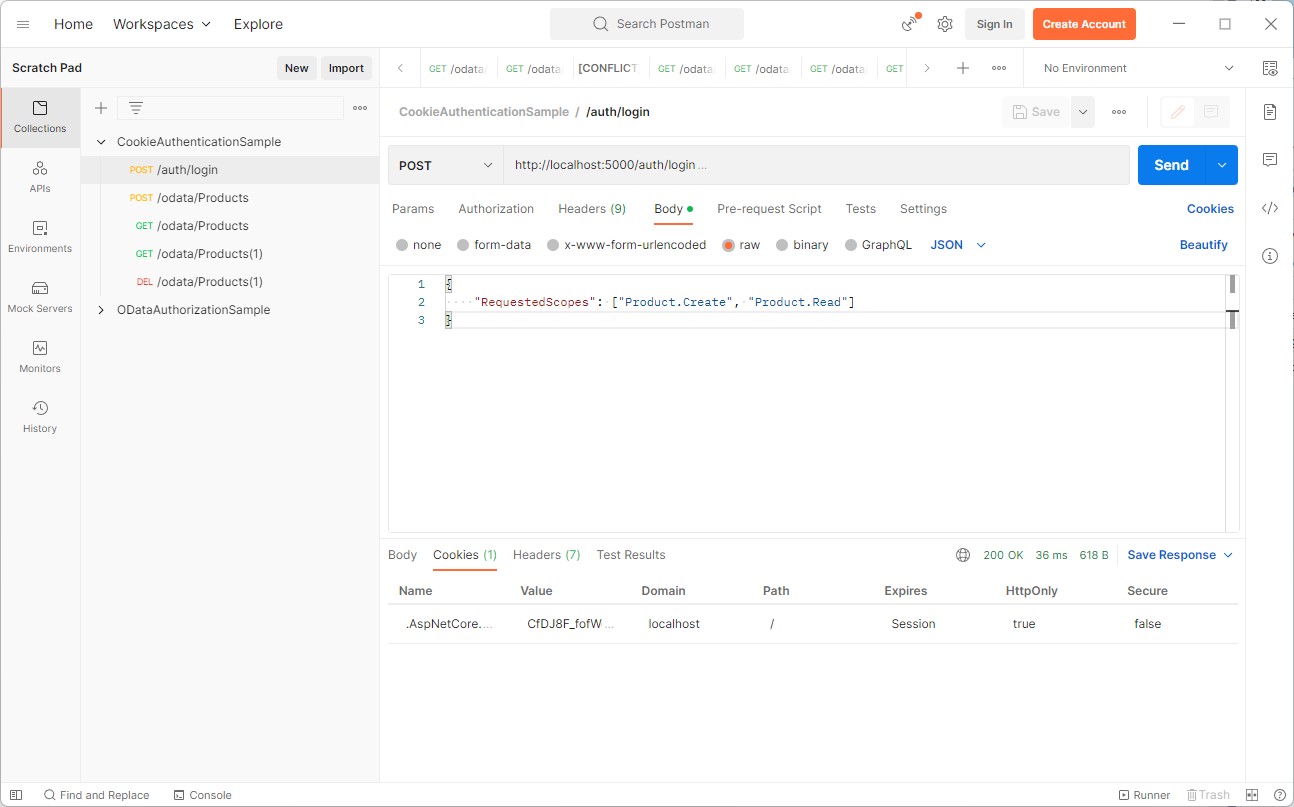 Home Workspaces Explore Search Postman Sign In Create Account
Scratch Pad New Import GET /odata GET /odata [CONFLICT GET /odata GET /odata GET /odata GET No Environment
Collections
APIs
Environments
Mock Servers
Monitors
History
CookieAuthenticationSample
POST /auth/login
POST /odata/Products
GET /odata/Products
GET /odata/Products(1)
DEL /odata/Products(1)
ODataAuthorizationSample
CookieAuthenticationSample / /auth/login Save
POST http://localhost:5000/auth/login ... Send
Params Authorization Headers (9) Body Pre-request Script Tests Settings Cookies
none form-data x-www-form-urlencoded raw binary GraphQL JSON Beautify
1 {
2 "RequestedScopes": ["Product.Create", "Product.Read"]
3 }
Body Cookies (1) Headers (7) Test Results 200 OK 36 ms 618 B Save Response
Name Value Domain Path Expires HttpOnly Secure
.AspNetCore.... CfDJ8F_fofW ... localhost / Session true false
Find and Replace Console Runner Trash